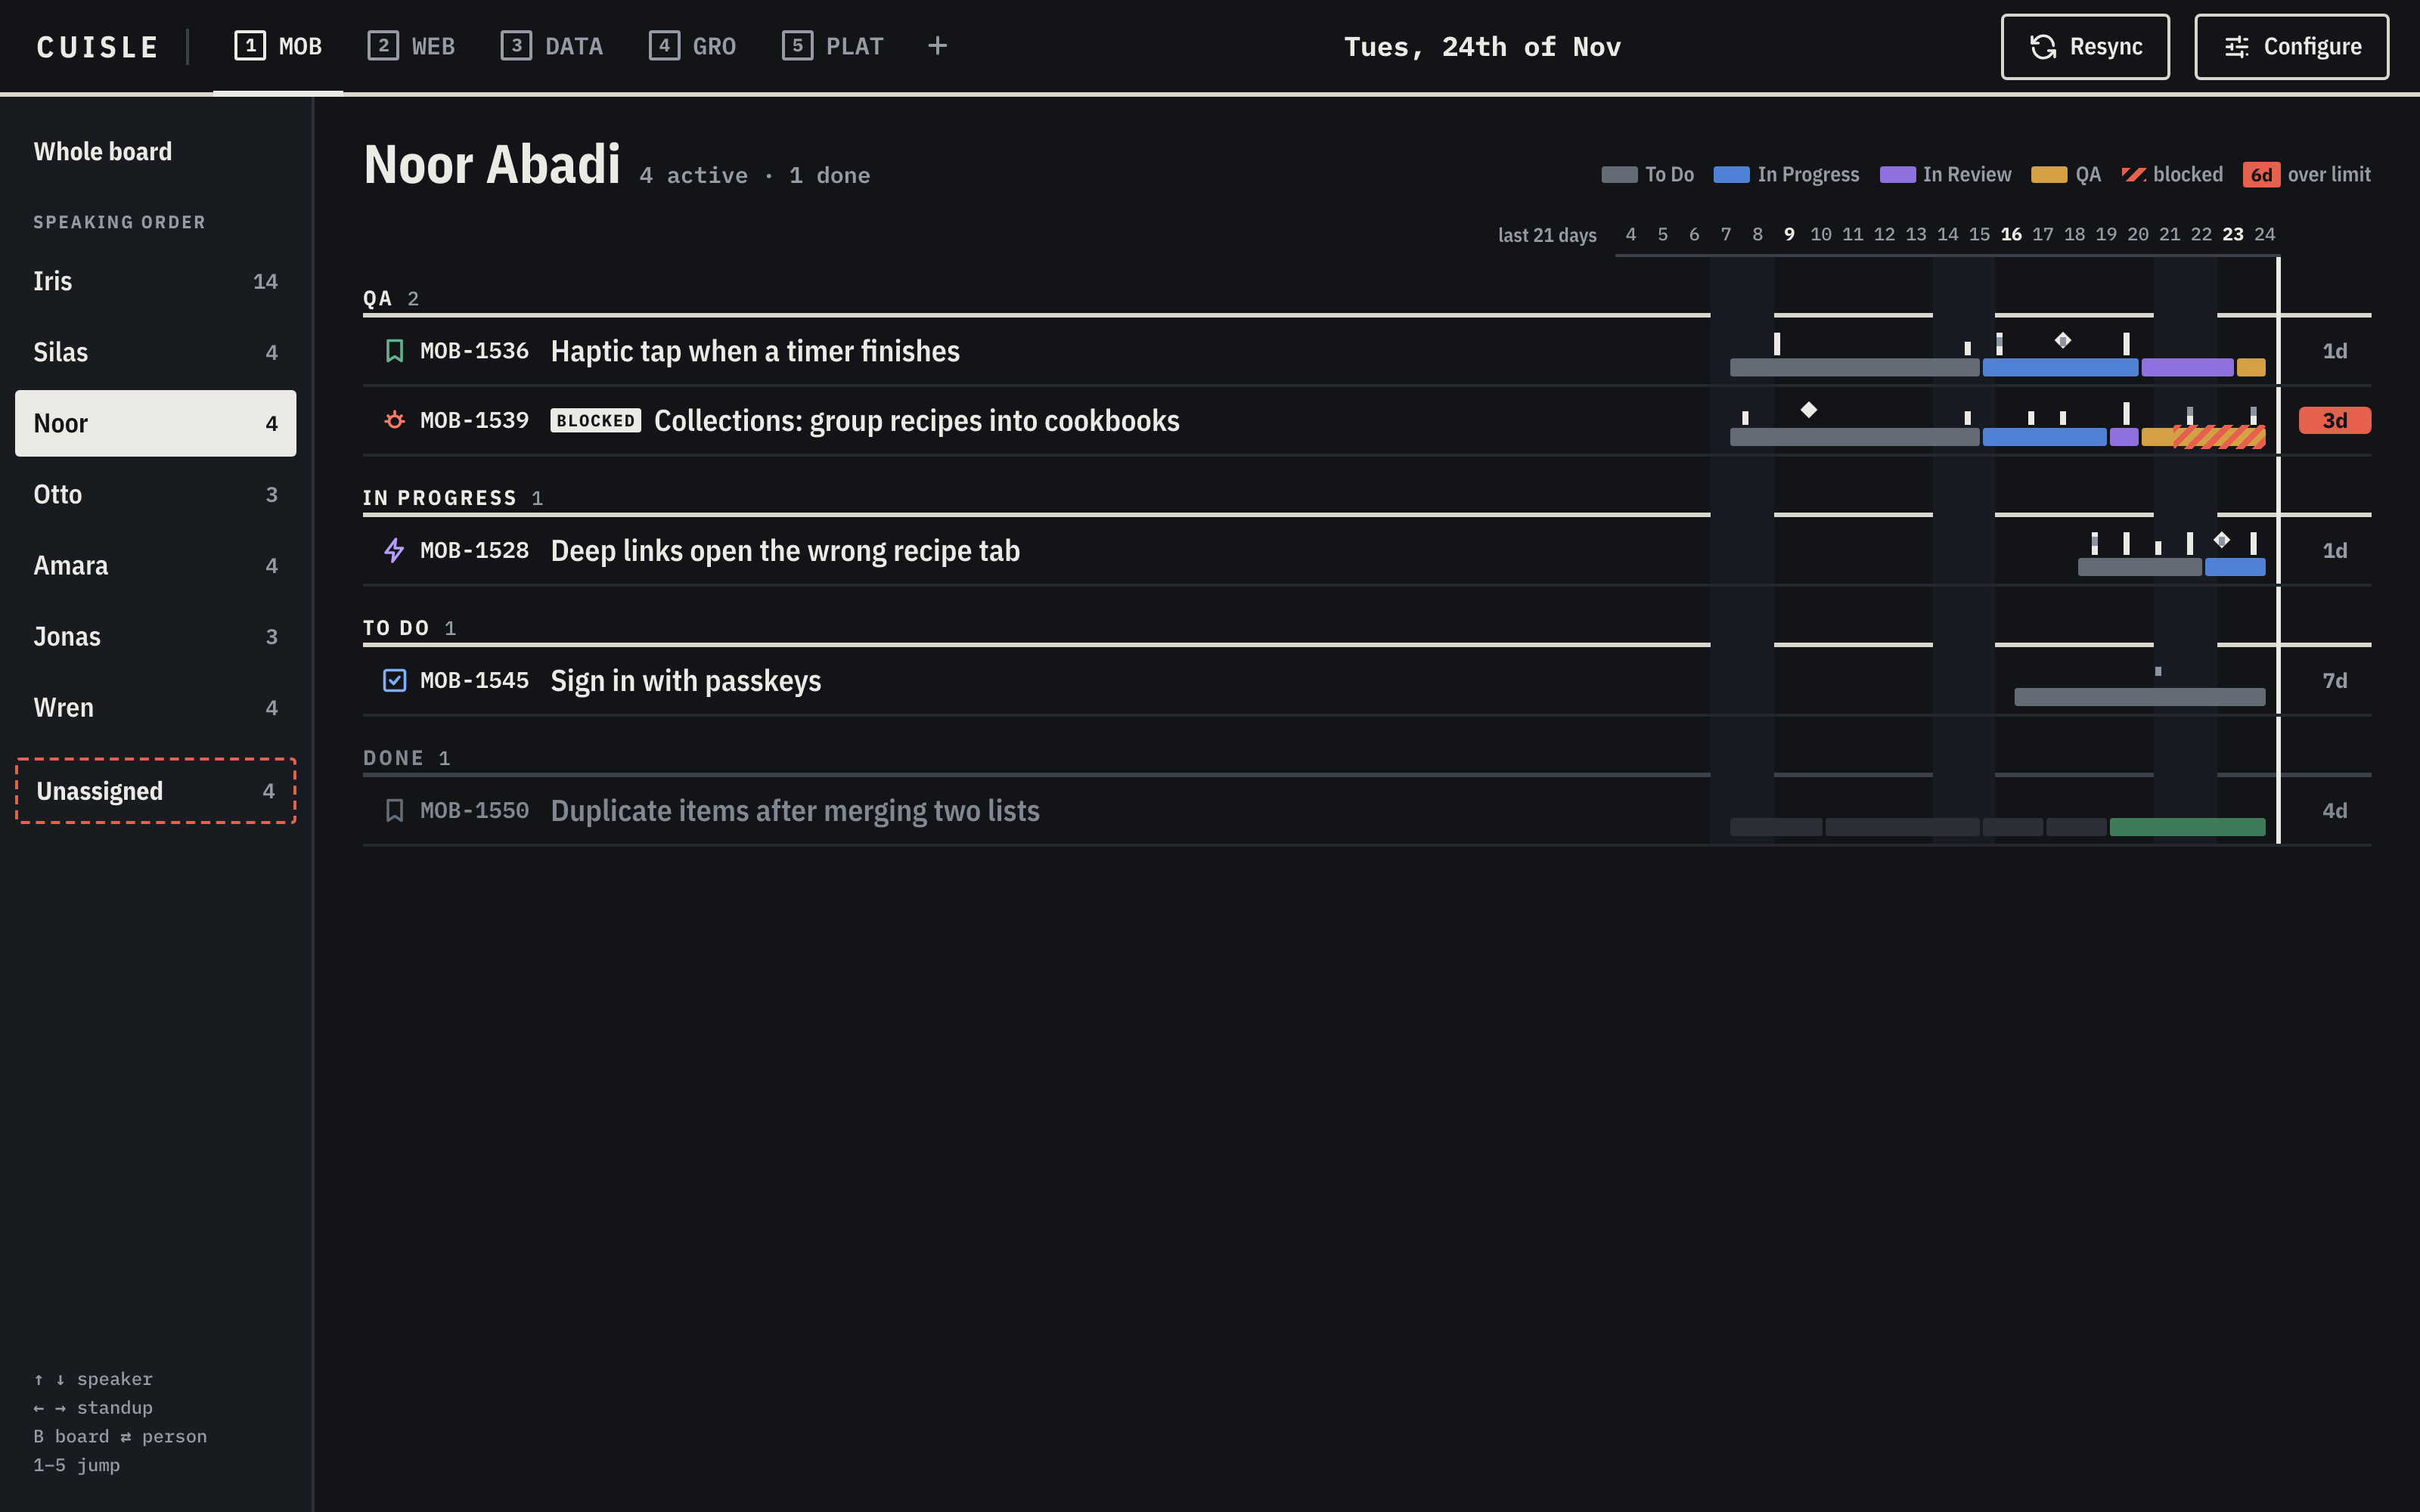 CUISLE 1 MOB 2 WEB 3 DATA 4 GRO 5 PLAT + Tues, 24th of Nov Resync Configure
Whole board
SPEAKING ORDER
Iris 14
Silas 4
Noor 4
Otto 3
Amara 4
Jonas 3
Wren 4
Unassigned 4
↑ ↓ speaker
← → standup
B board ⇄ person
1–5 jump
Noor Abadi 4 active · 1 done
To Do In Progress In Review QA blocked 6d over limit
last 21 days 4 5 6 7 8 9 10 11 12 13 14 15 16 17 18 19 20 21 22 23 24
QA 2
MOB-1536 Haptic tap when a timer finishes 1d
MOB-1539 BLOCKED Collections: group recipes into cookbooks 3d
IN PROGRESS 1
MOB-1528 Deep links open the wrong recipe tab 1d
TO DO 1
MOB-1545 Sign in with passkeys 7d
DONE 1
MOB-1550 Duplicate items after merging two lists 4d